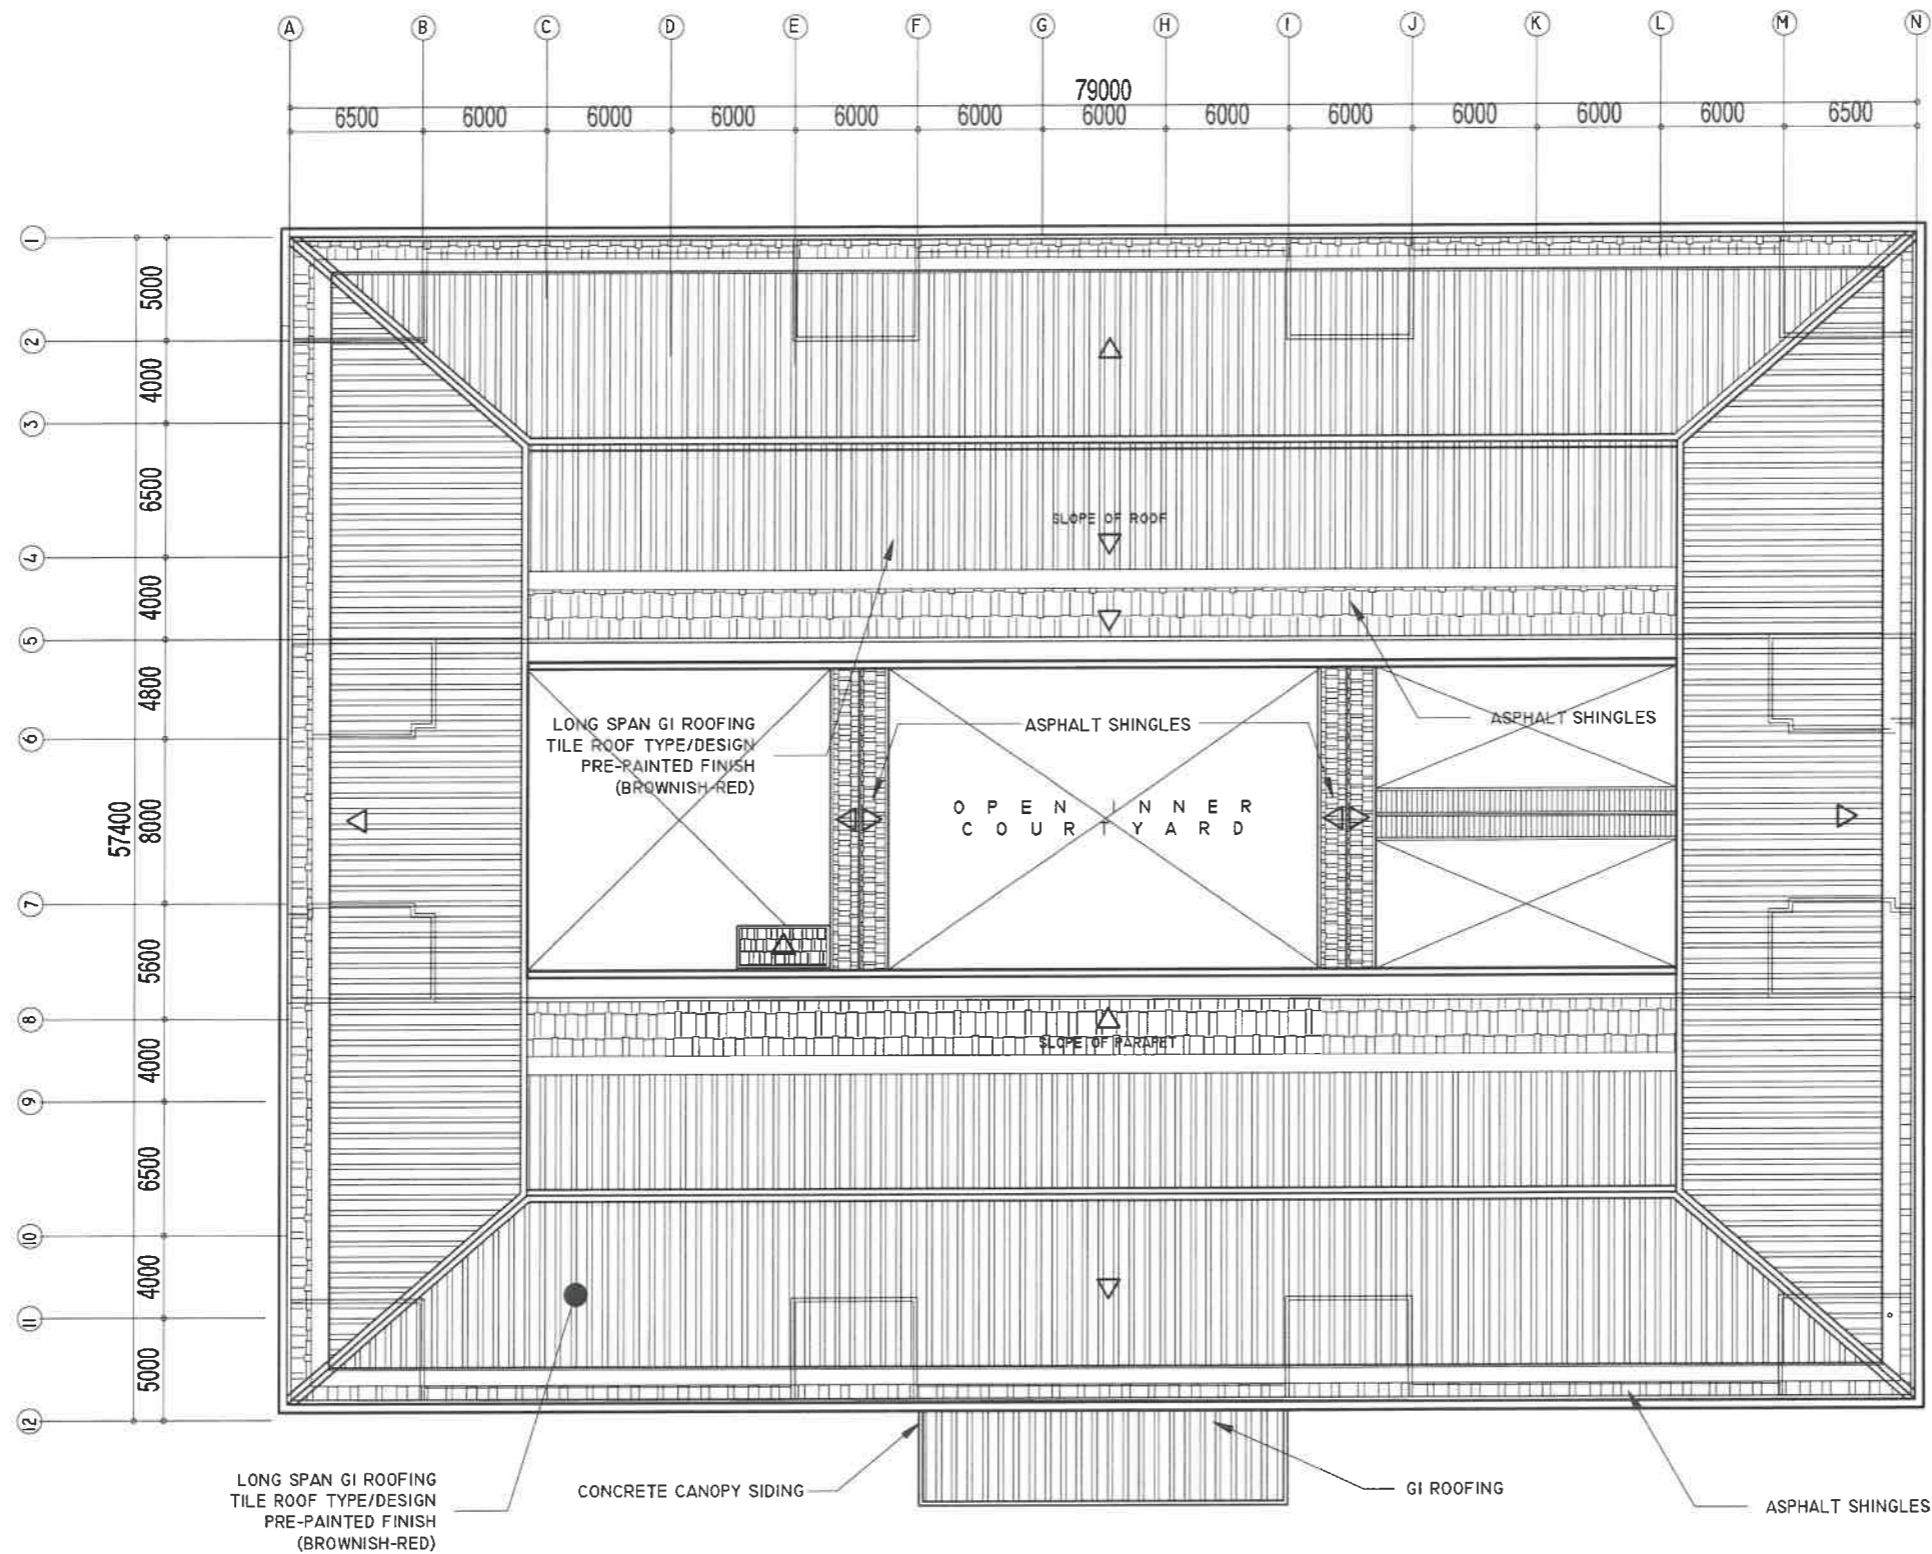 A B C D E F G H I J K L M N
79000
6500 6000 6000 6000 6000 6000 6000 6000 6000 6000 6000 6000 6500
1
5000
2
4000
3
6500
4
4000
5
4800
6
57400
8000
7
5600
8
4000
9
6500
10
4000
11
5000
12
SLOPE OF ROOF
LONG SPAN GI ROOFING
TILE ROOF TYPE/DESIGN
PRE-PAINTED FINISH
(BROWNISH-RED)
ASPHALT SHINGLES
ASPHALT SHINGLES
OPEN INNER
COURTYARD
SLOPE OF PARAPET
LONG SPAN GI ROOFING
TILE ROOF TYPE/DESIGN
PRE-PAINTED FINISH
(BROWNISH-RED)
CONCRETE CANOPY SIDING
GI ROOFING
ASPHALT SHINGLES